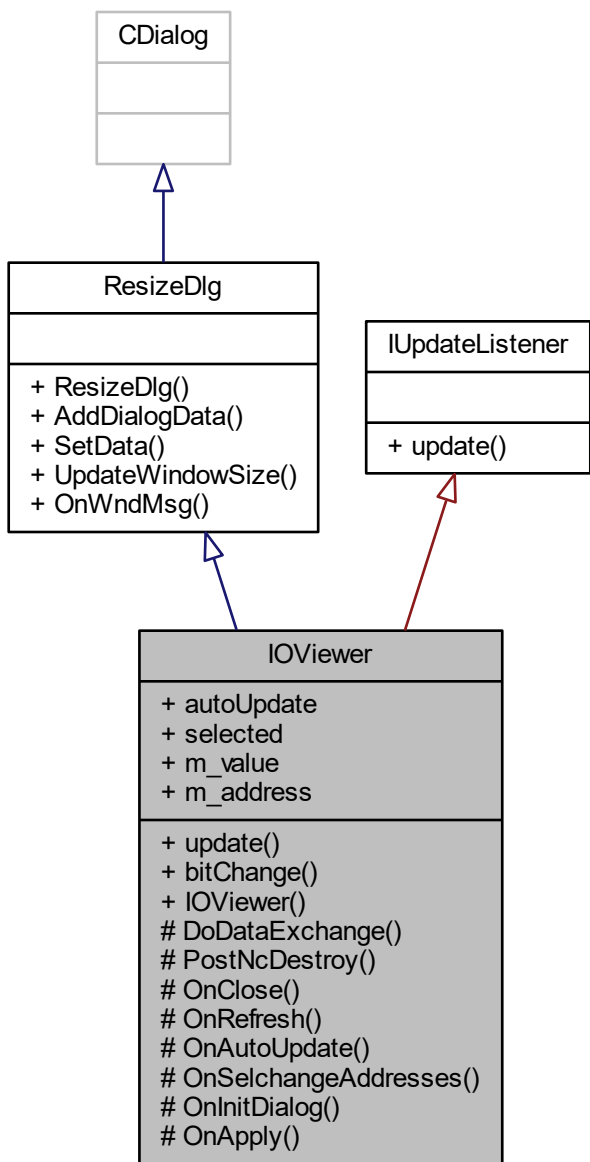 CDialog
ResizeDlg
+ ResizeDlg()
+ AddDialogData()
+ SetData()
+ UpdateWindowSize()
+ OnWndMsg()
IUpdateListener
+ update()
IOViewer
+ autoUpdate
+ selected
+ m_value
+ m_address
+ update()
+ bitChange()
+ IOViewer()
# DoDataExchange()
# PostNcDestroy()
# OnClose()
# OnRefresh()
# OnAutoUpdate()
# OnSelchangeAddresses()
# OnInitDialog()
# OnApply()